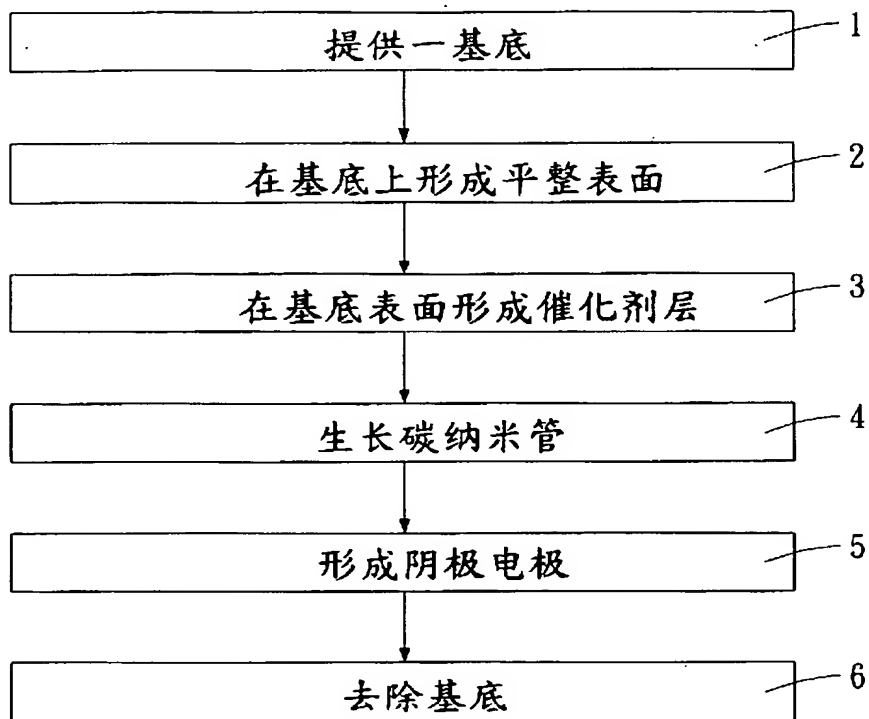 提供一基底
1
在基底上形成平整表面
2
在基底表面形成催化剂层
3
生长碳纳米管
4
形成阴极电极
5
去除基底
6